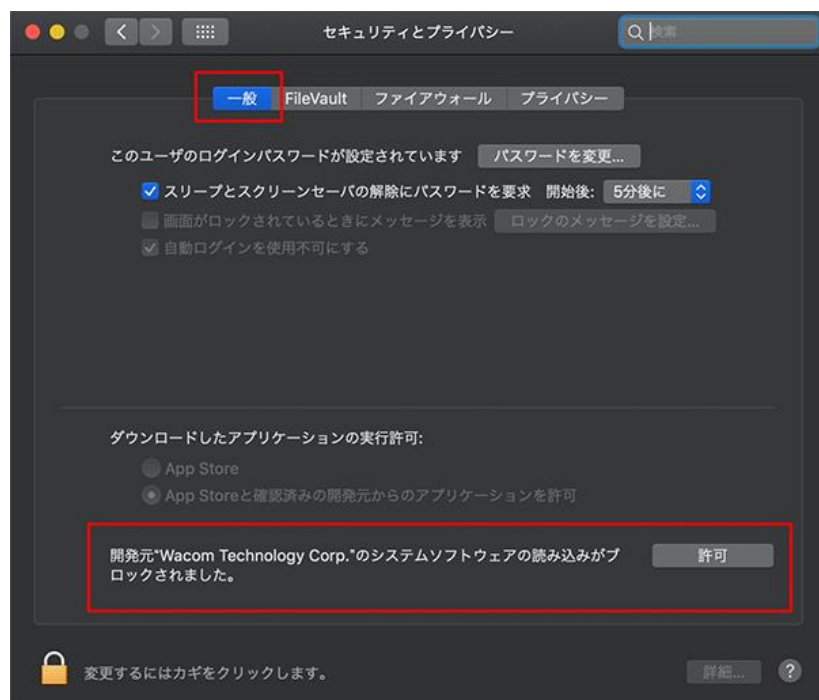 セキュリティとプライバシー
検索
一般 FileVault ファイアウォール プライバシー
このユーザのログインパスワードが設定されています パスワードを変更...
スリープとスクリーンセーバの解除にパスワードを要求 開始後: 5分後に
画面がロックされているときにメッセージを表示 ロックのメッセージを設定...
自動ログインを使用不可にする
ダウンロードしたアプリケーションの実行許可:
App Store
App Storeと確認済みの開発元からのアプリケーションを許可
開発元"Wacom Technology Corp."のシステムソフトウェアの読み込みがブ 許可
ロックされました。
変更するにはカギをクリックします。 詳細... ?